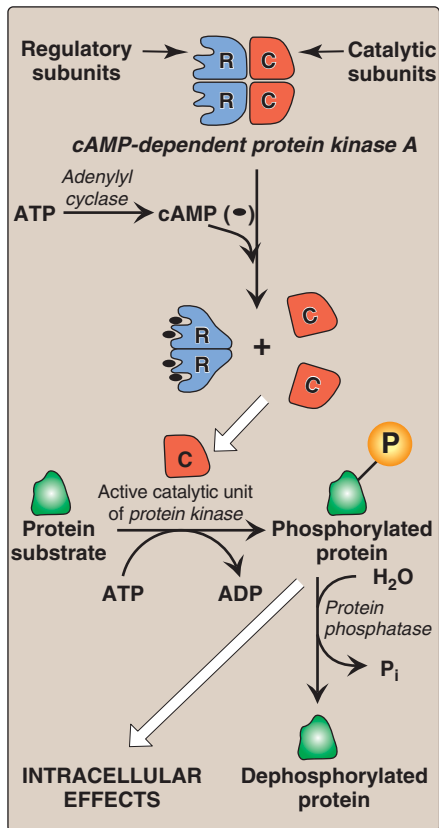 Regulatory
subunits
Catalytic
subunits
R C
R C
cAMP-dependent protein kinase A
Adenylyl
cyclase
ATP
cAMP ( )
R
R
+
C
C
C
Active catalytic unit
of protein kinase
P
Protein
substrate
Phosphorylated
protein
ATP
ADP
H₂O
Protein
phosphatase
Pi
INTRACELLULAR
EFFECTS
Dephosphorylated
protein